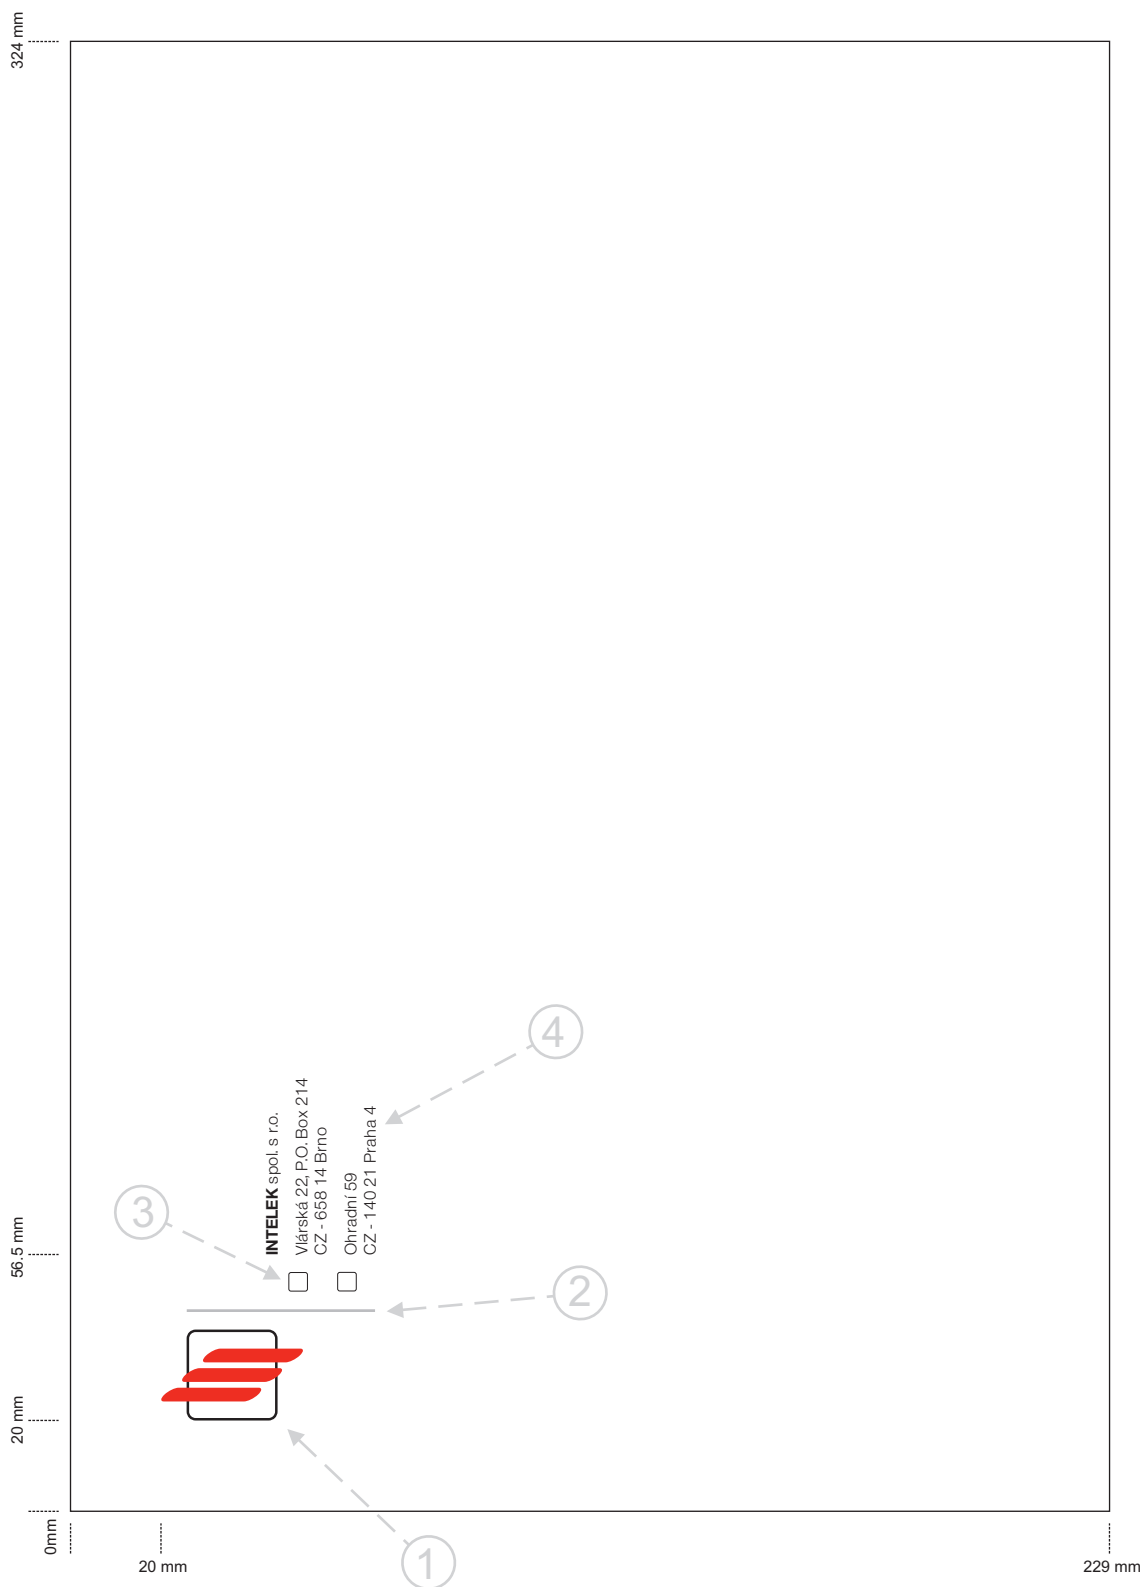 324 mm
56.5 mm
20 mm
0mm
20 mm
229 mm
INTELEK spol. s r.o.
Vlárská 22, P.O. Box 214
CZ - 658 14 Brno
Ohradní 59
CZ - 140 21 Praha 4
4
3
2
1